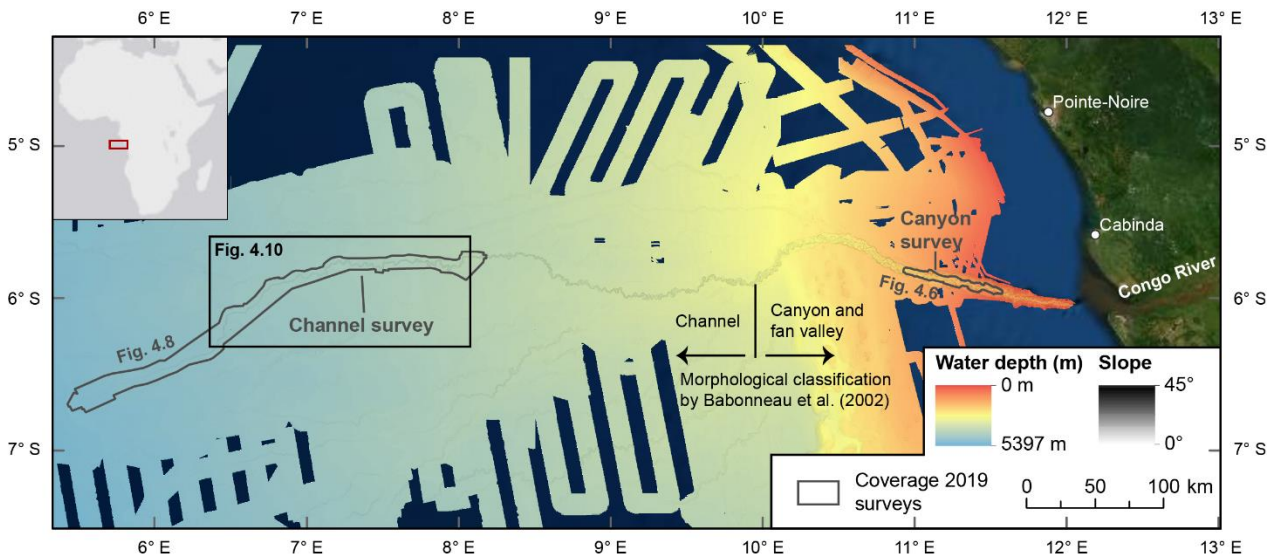 6° E 7° E 8° E 9° E 10° E 11° E 12° E 13° E
Pointe-Noire
5° S 5° S
Canyon
survey
Cabinda
Fig. 4.10
Congo River
Fig. 4.6
6° S 6° S
Channel survey
Channel
Canyon and
fan valley
Fig. 4.8
Morphological classification
by Babonneau et al. (2002)
Water depth (m) Slope
0 m 45°
5397 m 0°
7° S 7° S
Coverage 2019
surveys
0 50 100 km
6° E 7° E 8° E 9° E 10° E 11° E 12° E 13° E